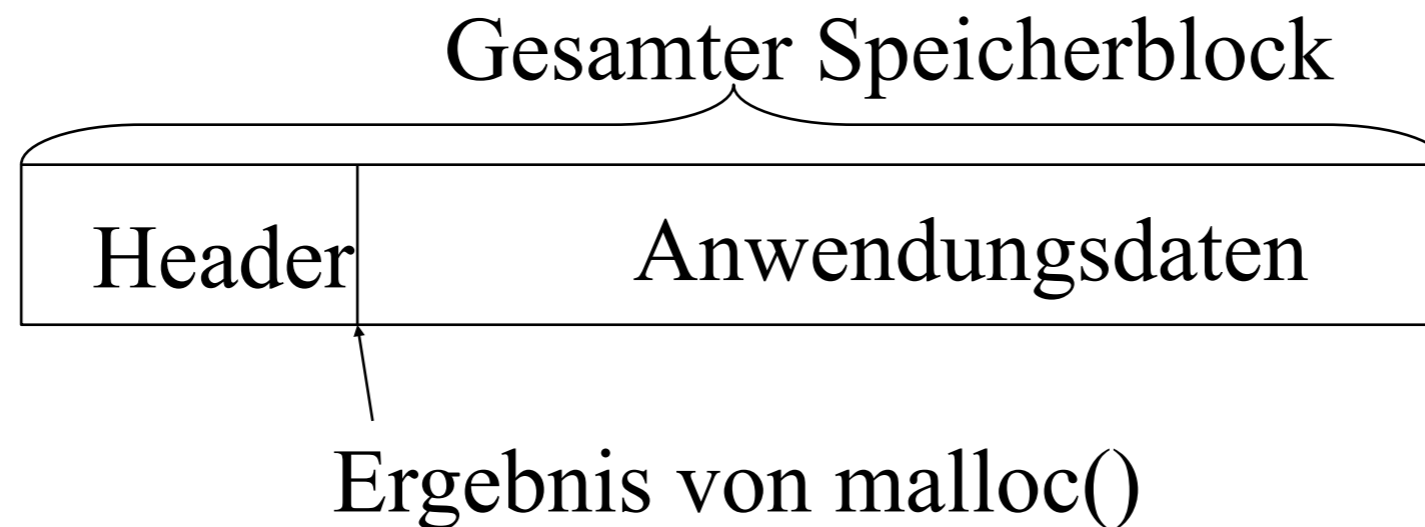 Gesamter Speicherblock
Header
Anwendungsdaten
Ergebnis von malloc()